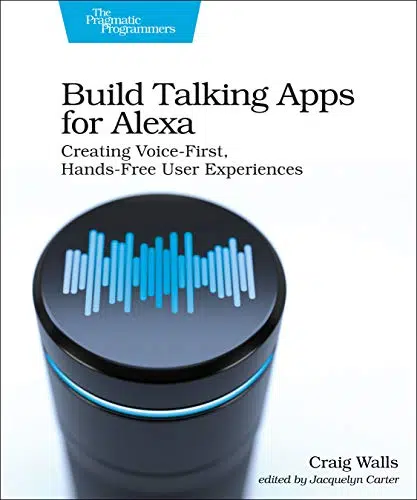 The
Pragmatic
Programmers
Build Talking Apps
for Alexa
Creating Voice-First,
Hands-Free User Experiences
Craig Walls
edited by Jacquelyn Carter